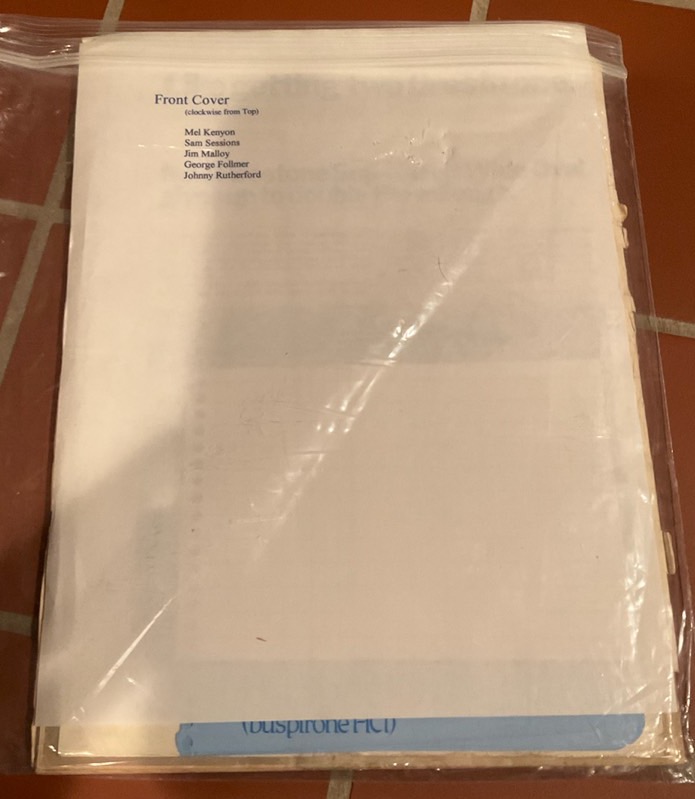 Front Cover
(clockwise from Top)
Mel Kenyon
Sam Sessions
Jim Malloy
George Follmer
Johnny Rutherford
(buspirone HCl)